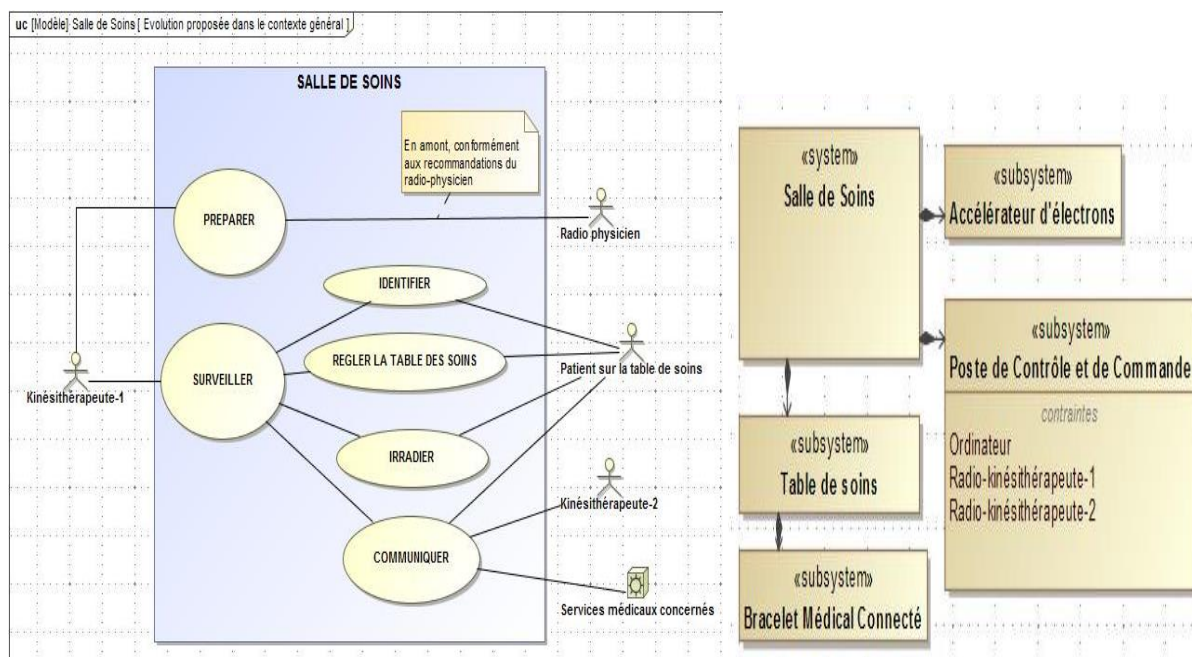 uc [Modèle] Salle de Soins [ Evolution proposée dans le contexte général ]
SALLE DE SOINS
En amont, conformément
aux recommandations du
radio-physicien
PREPARER
Radio physicien
IDENTIFIER
REGLER LA TABLE DES SOINS
Patient sur la table de soins
SURVEILLER
Kinésithérapeute-1
IRRADIER
Kinésithérapeute-2
COMMUNIQUER
Services médicaux concernés
«system»
Salle de Soins
«subsystem»
Accélérateur d'électrons
«subsystem»
Poste de Contrôle et de Commande
contraintes
Ordinateur
Radio-kinésithérapeute-1
Radio-kinésithérapeute-2
«subsystem»
Table de soins
«subsystem»
Bracelet Médical Connecté